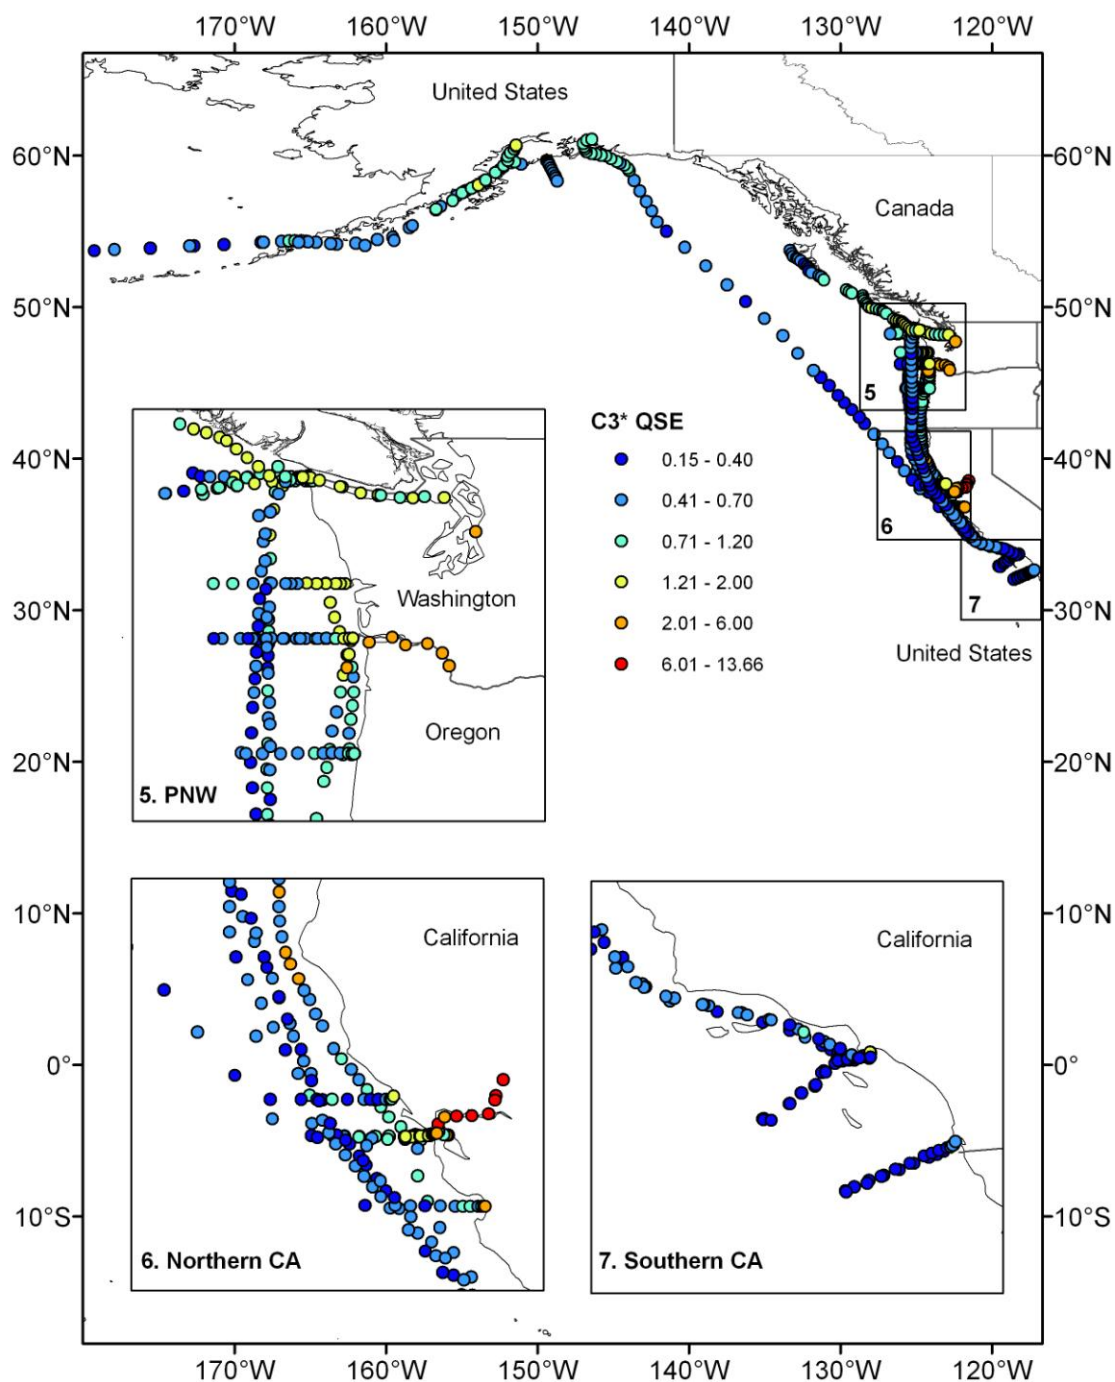 170°W 160°W 150°W 140°W 130°W 120°W
United States
60°N 60°N
Canada
50°N 50°N
5
40°N 40°N
C3* QSE
0.15 - 0.40
0.41 - 0.70
0.71 - 1.20
1.21 - 2.00
2.01 - 6.00
6.01 - 13.66
6
7
30°N 30°N
United States
Washington
Oregon
5. PNW
20°N 20°N
10°N 10°N
California
6. Northern CA
California
7. Southern CA
0° 0°
10°S 10°S
170°W 160°W 150°W 140°W 130°W 120°W